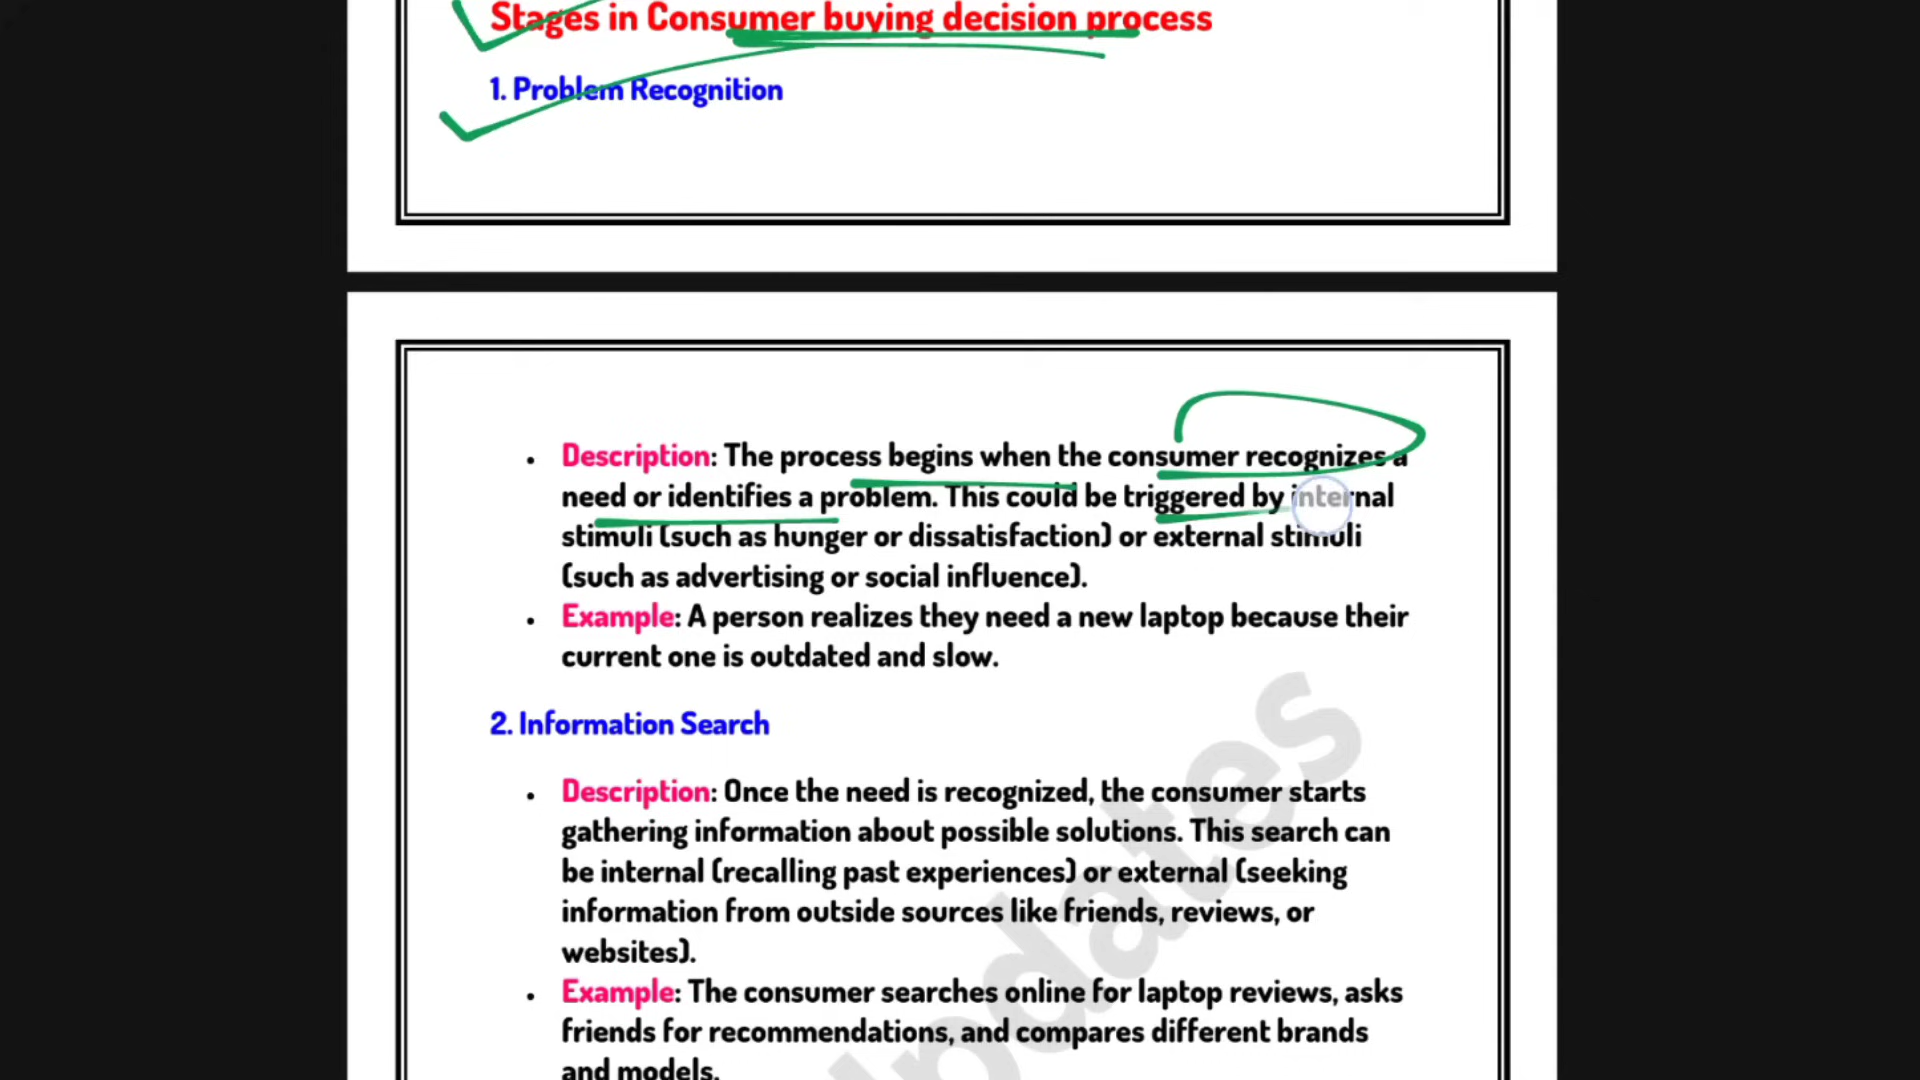 Stages in Consumer buying decision process
1. Problem Recognition
• Description: The process begins when the consumer recognizes a
need or identifies a problem. This could be triggered by internal
stimuli (such as hunger or dissatisfaction) or external stimuli
(such as advertising or social influence).
• Example: A person realizes they need a new laptop because their
current one is outdated and slow.
2. Information Search
• Description: Once the need is recognized, the consumer starts
gathering information about possible solutions. This search can
be internal (recalling past experiences) or external (seeking
information from outside sources like friends, reviews, or
websites).
• Example: The consumer searches online for laptop reviews, asks
friends for recommendations, and compares different brands
and models.